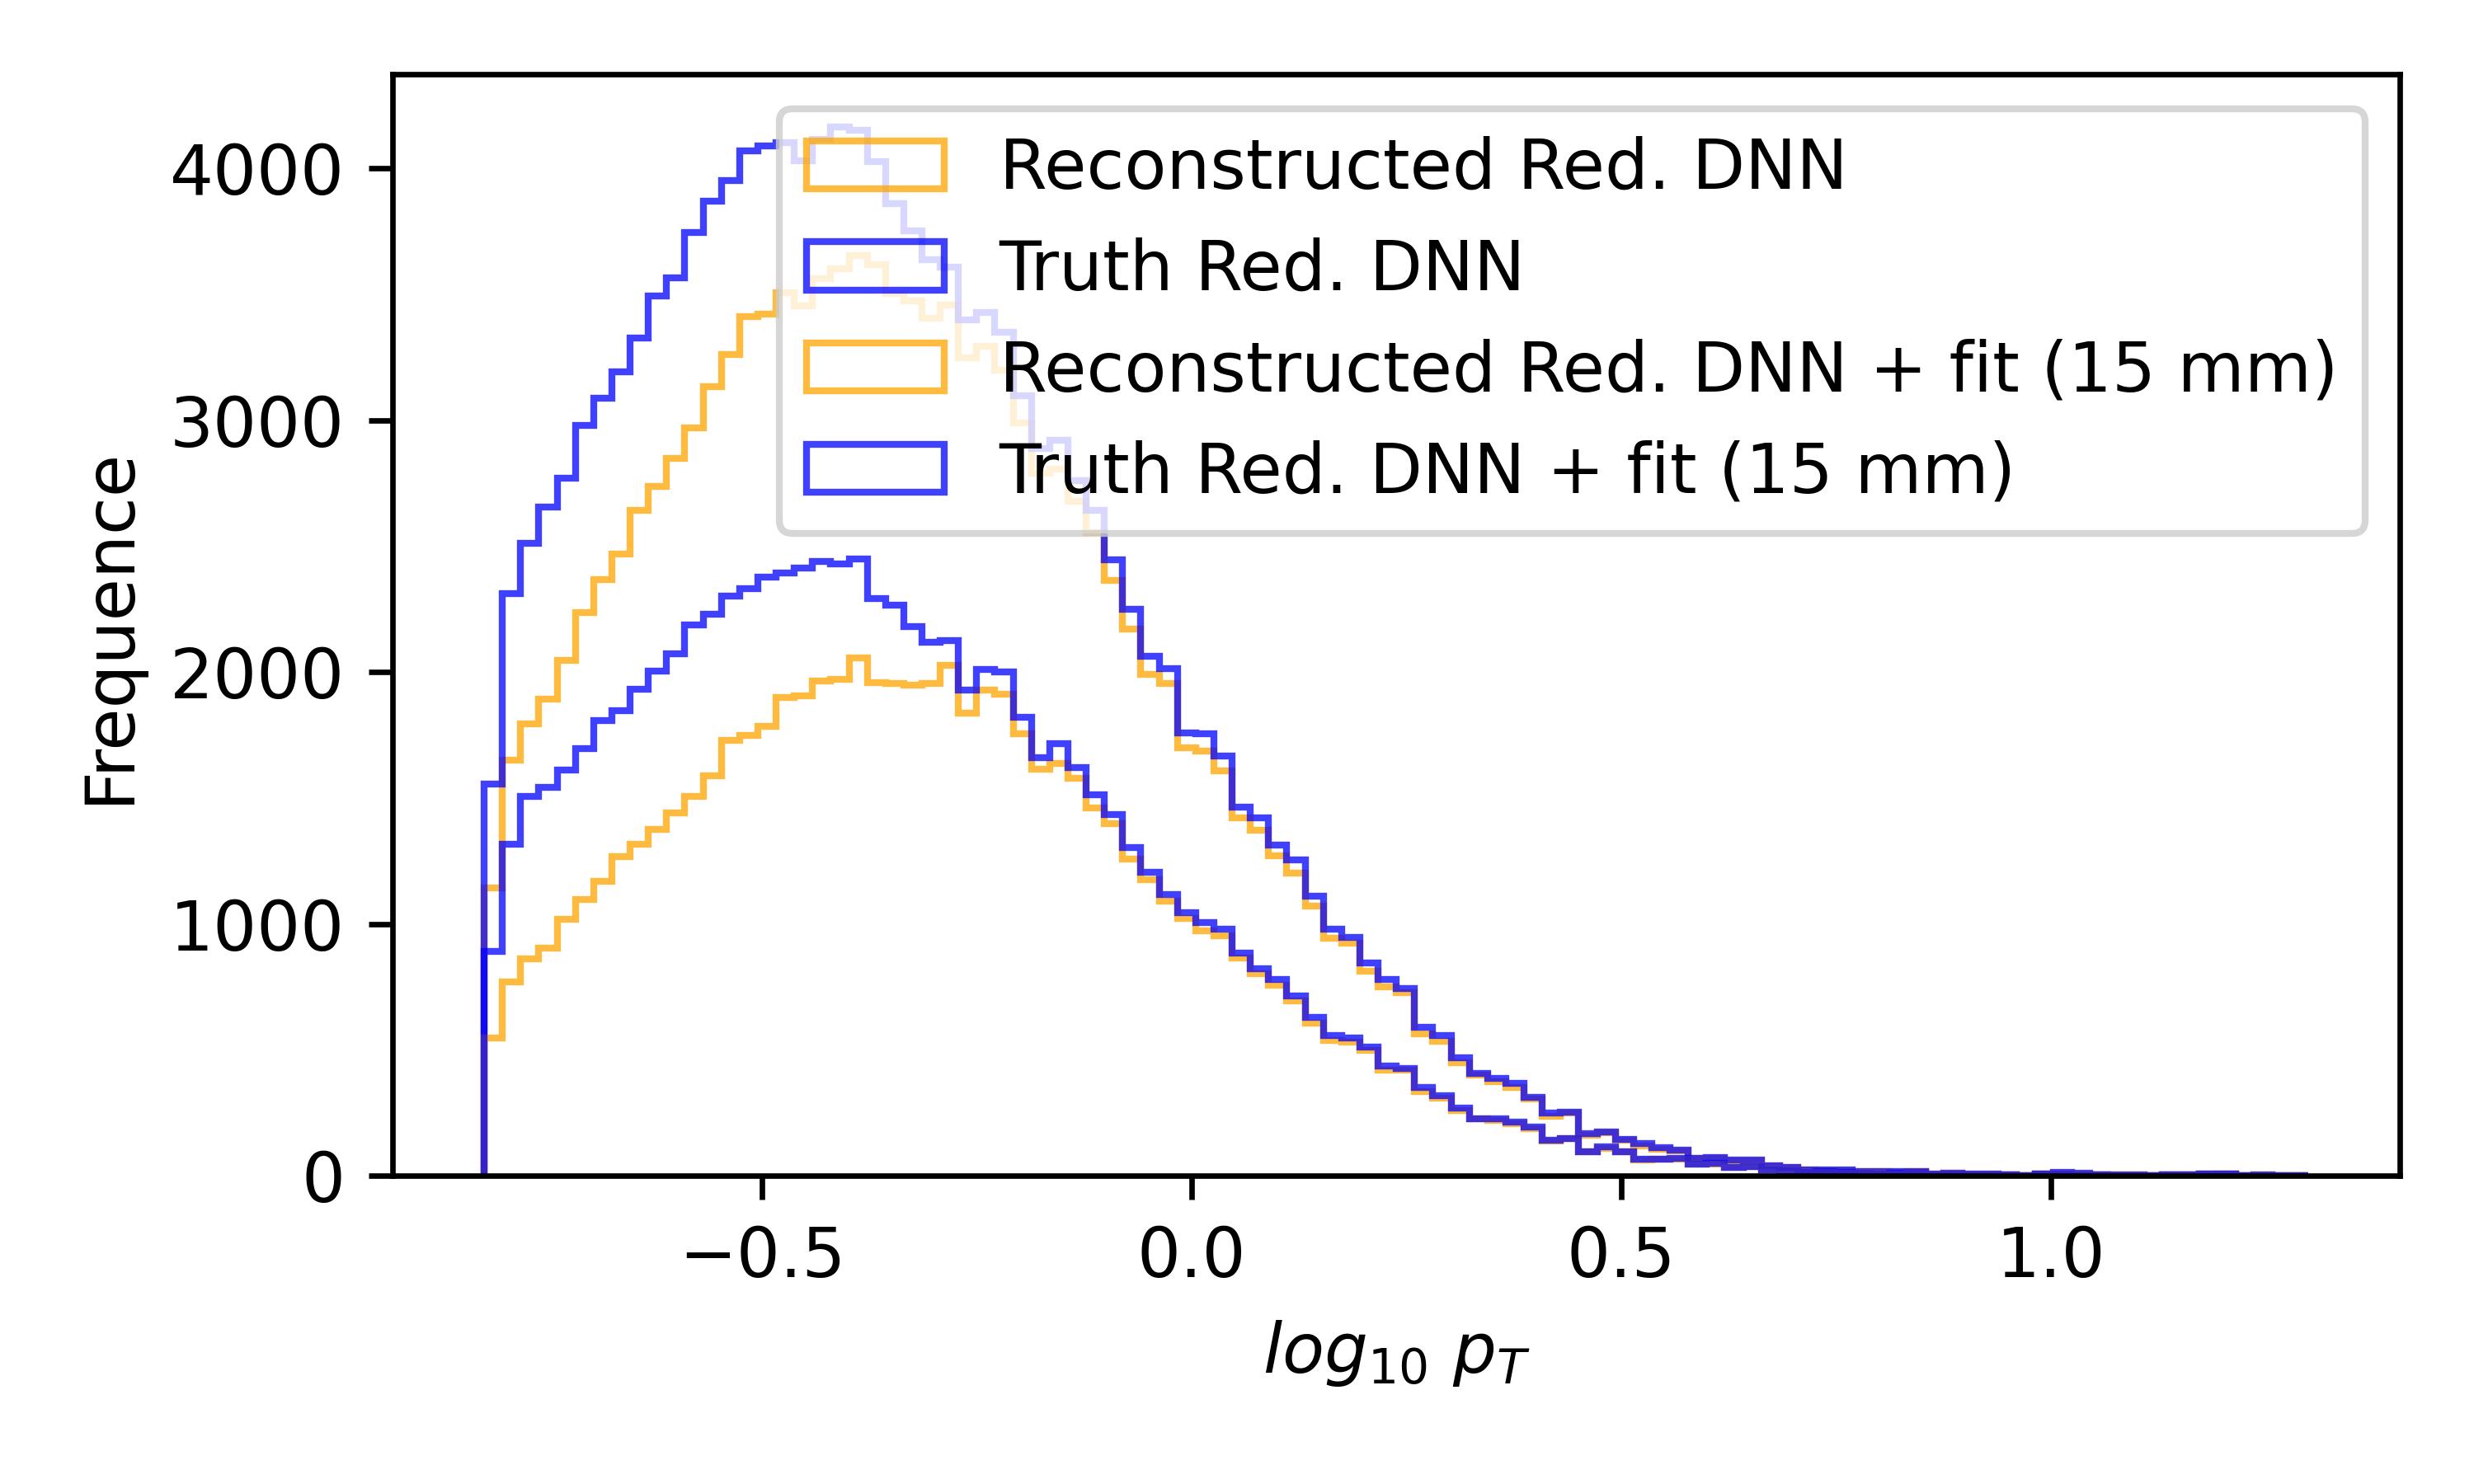 4000
3000
2000
1000
0
Frequence
Reconstructed Red. DNN
Truth Red. DNN
Reconstructed Red. DNN + fit (15 mm)
Truth Red. DNN + fit (15 mm)
−0.5
0.0
0.5
1.0
log10 pT